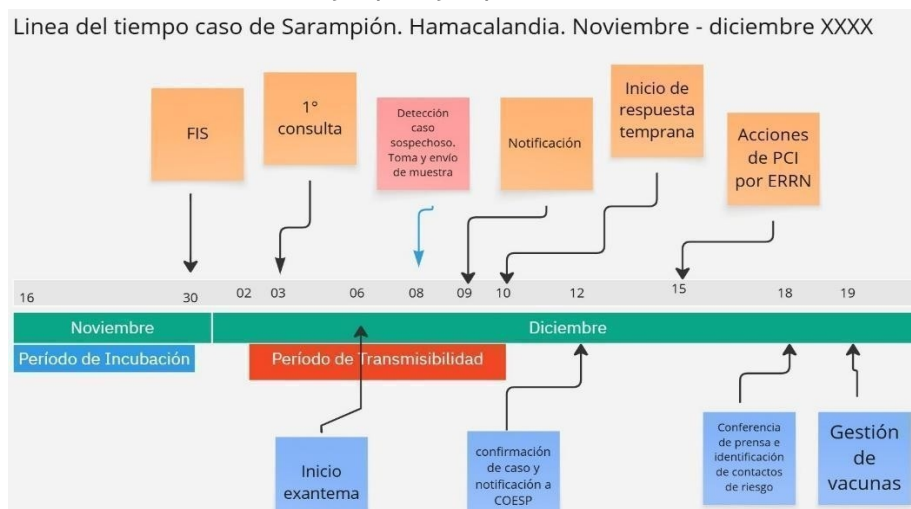 Linea del tiempo caso de Sarampión. Hamacalandia. Noviembre - diciembre XXXX
FIS
1°
consulta
Detección
caso
sospechoso.
Toma y envío
de muestra
Notificación
Inicio de
respuesta
temprana
Acciones
de PCI
por ERRN
16
30
02
03
06
08
09
10
12
15
18
19
Noviembre
Diciembre
Período de Incubación
Período de Transmisibilidad
Inicio
exantema
confirmación
de caso y
notificación a
COESP
Conferencia
de prensa e
identificación
de contactos
de riesgo
Gestión
de
vacunas